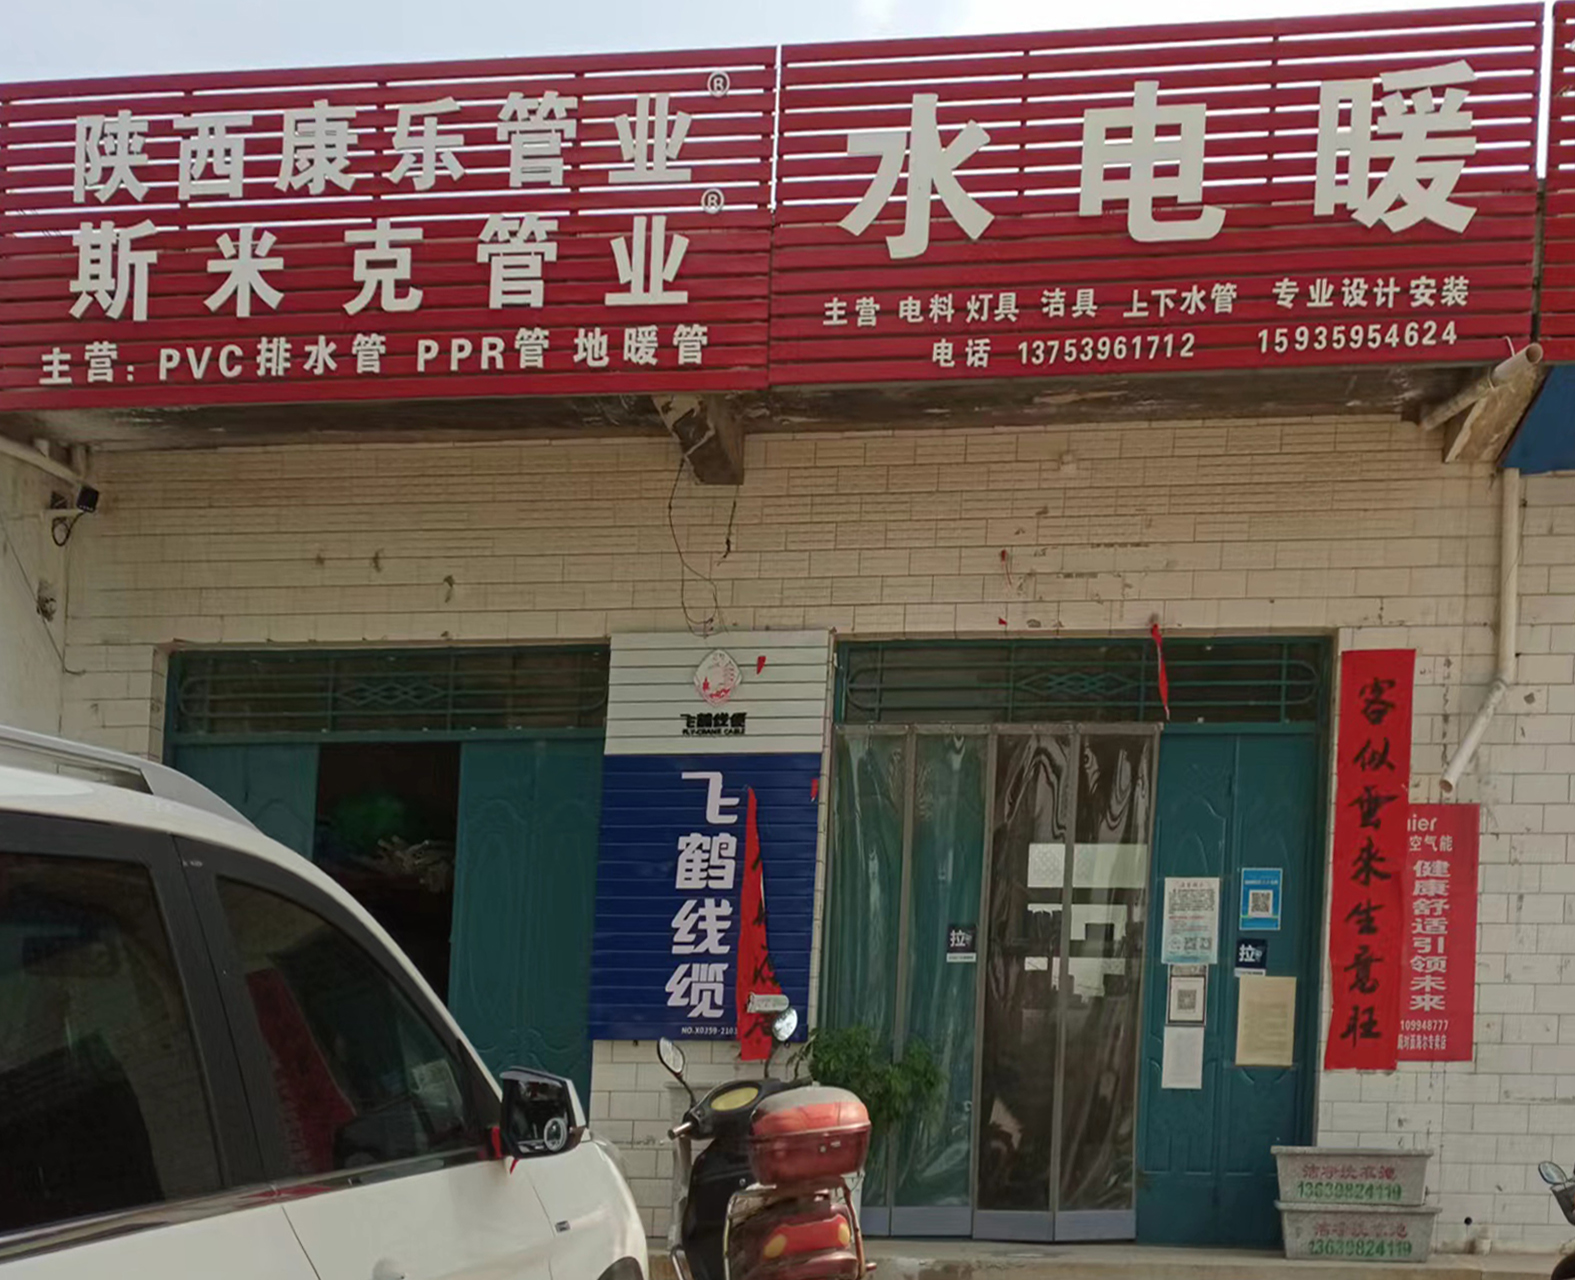 陕西康乐管业®
斯米克管业®
主营：PVC排水管 PPR管 地暖管
水电暖
主营 电料 灯具 洁具 上下水管 专业设计安装
电话 13753961712 15935954624
飞鹤线缆
FLY-CRANE CABLE
飞鹤线缆
客似云来生意旺
空气能
健康舒适引领未来
109948777
拉
拉
13639824119
13639824119